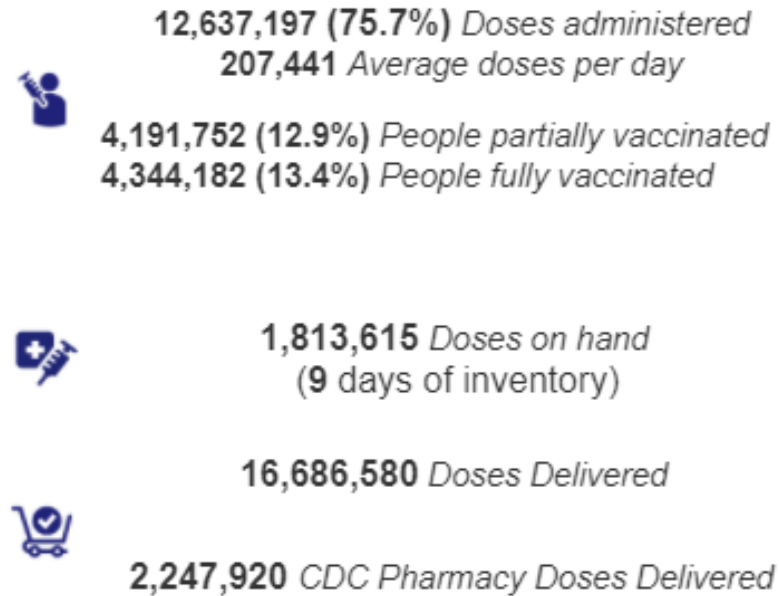 12,637,197 (75.7%) Doses administered
207,441 Average doses per day
4,191,752 (12.9%) People partially vaccinated
4,344,182 (13.4%) People fully vaccinated
1,813,615 Doses on hand
(9 days of inventory)
16,686,580 Doses Delivered
2,247,920 CDC Pharmacy Doses Delivered